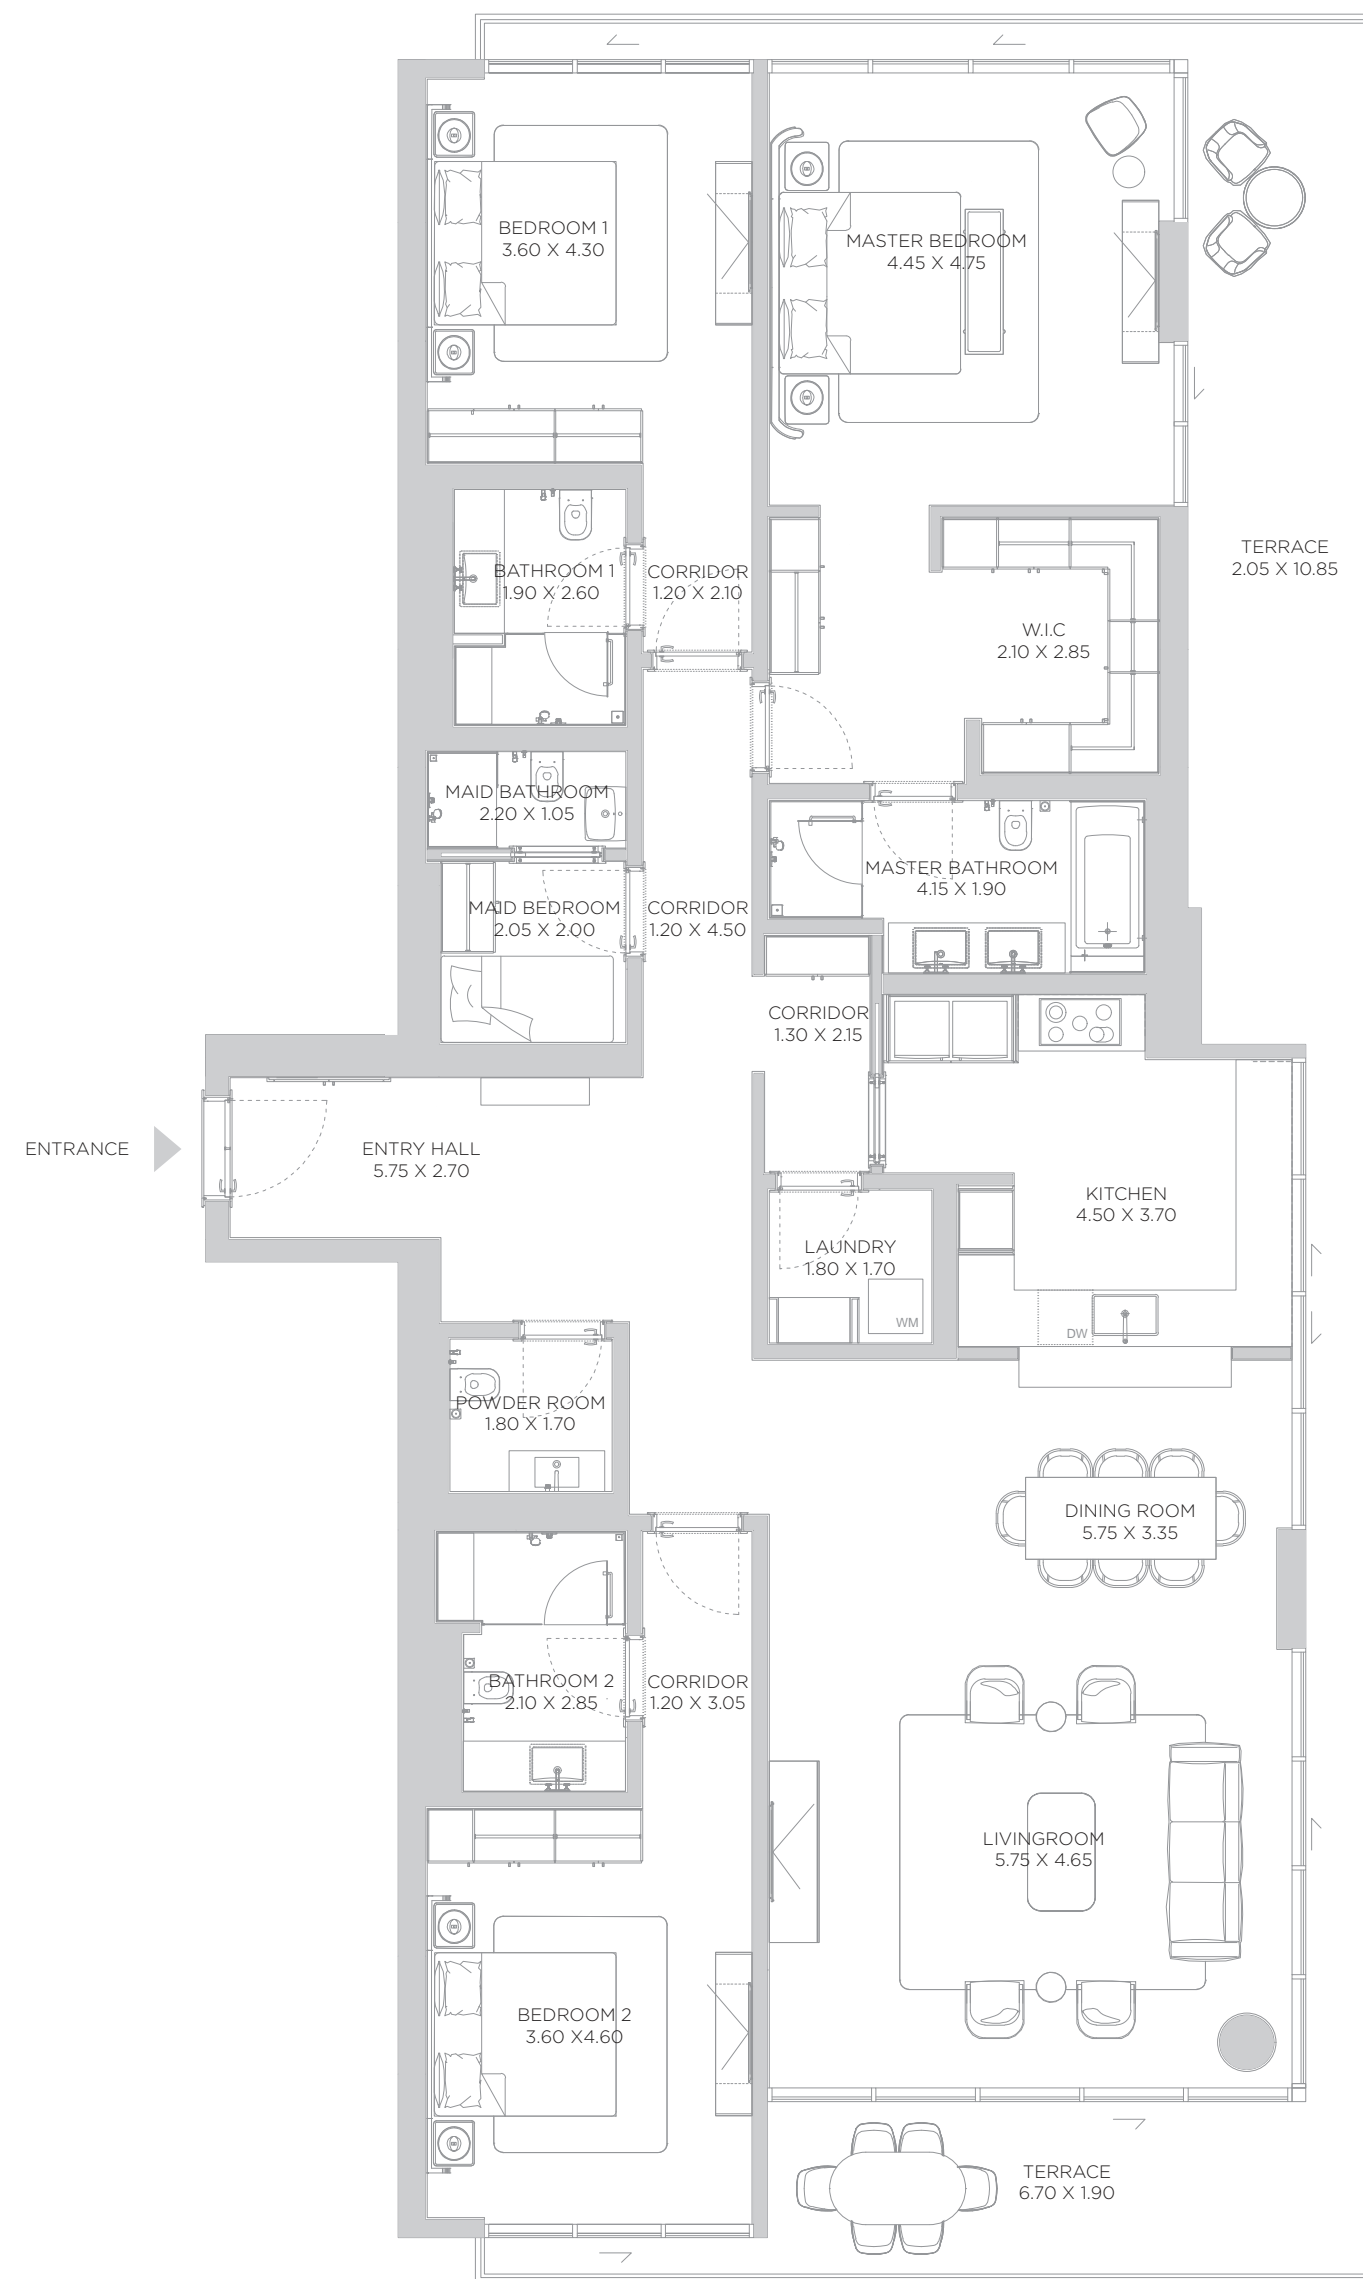 BEDROOM 1
3.60 X 4.30
MASTER BEDROOM
4.45 X 4.75
TERRACE
2.05 X 10.85
BATHROOM 1
1.90 X 2.60
CORRIDOR
1.20 X 2.10
W.I.C
2.10 X 2.85
MAID BATHROOM
2.20 X 1.05
MASTER BATHROOM
4.15 X 1.90
MAID BEDROOM
2.05 X 2.00
CORRIDOR
1.20 X 4.50
CORRIDOR
1.30 X 2.15
ENTRANCE
ENTRY HALL
5.75 X 2.70
KITCHEN
4.50 X 3.70
LAUNDRY
1.80 X 1.70
WM
DW
POWDER ROOM
1.80 X 1.70
DINING ROOM
5.75 X 3.35
BATHROOM 2
2.10 X 2.85
CORRIDOR
1.20 X 3.05
LIVINGROOM
5.75 X 4.65
BEDROOM 2
3.60 X4.60
TERRACE
6.70 X 1.90